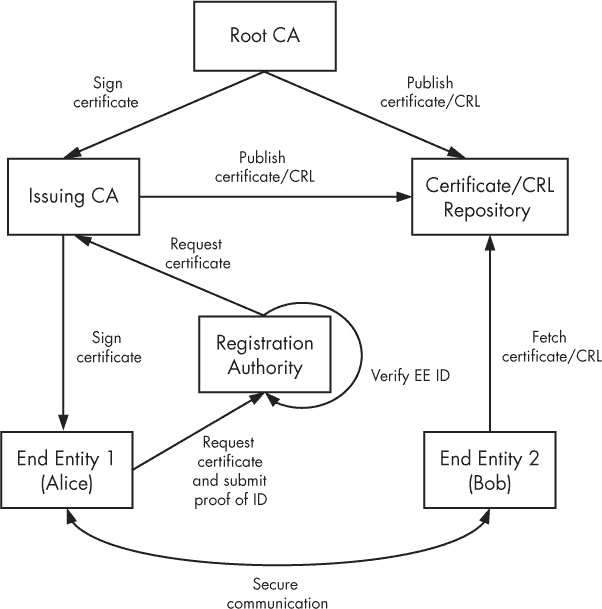 Root CA
Sign
certificate
Publish
certificate/CRL
Publish
certificate/CRL
Issuing CA
Certificate/CRL
Repository
Request
certificate
Sign
certificate
Registration
Authority
Verify EE ID
Fetch
certificate/CRL
End Entity 1
(Alice)
Request
certificate
and submit
proof of ID
End Entity 2
(Bob)
Secure
communication